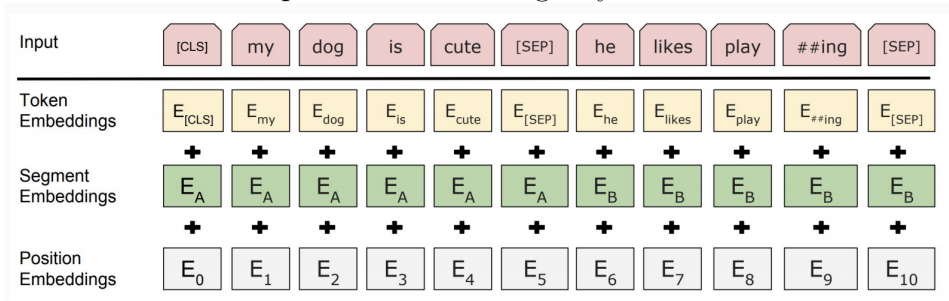 Input [CLS] my dog is cute [SEP] he likes play ##ing [SEP]
Token
Embeddings E[CLS] Emy Edog Eis Ecute E[SEP] Ehe Elikes Eplay E##ing E[SEP]
+ + + + + + + + + + +
Segment
Embeddings EA EA EA EA EA EA EB EB EB EB EB
+ + + + + + + + + + +
Position
Embeddings E0 E1 E2 E3 E4 E5 E6 E7 E8 E9 E10